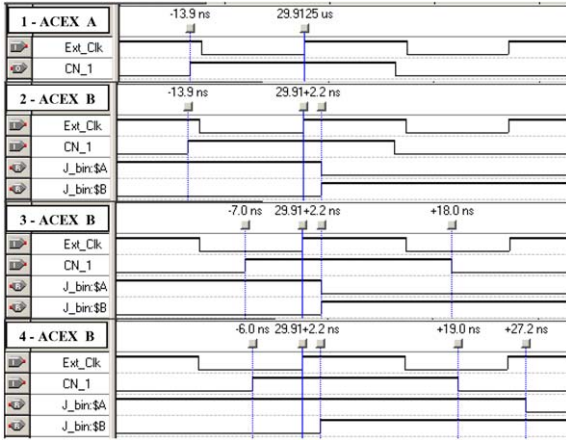 1 - ACEX A -13.9 ns 29.9125 us
Ext_Clk
CN_1
2 - ACEX B -13.9 ns 29.91+2.2 ns
Ext_Clk
CN_1
J_bin:$A
J_bin:$B
3 - ACEX B -7.0 ns 29.91+2.2 ns +18.0 ns
Ext_Clk
CN_1
J_bin:$A
J_bin:$B
4 - ACEX B -6.0 ns 29.91+2.2 ns +19.0 ns +27.2 ns
Ext_Clk
CN_1
J_bin:$A
J_bin:$B